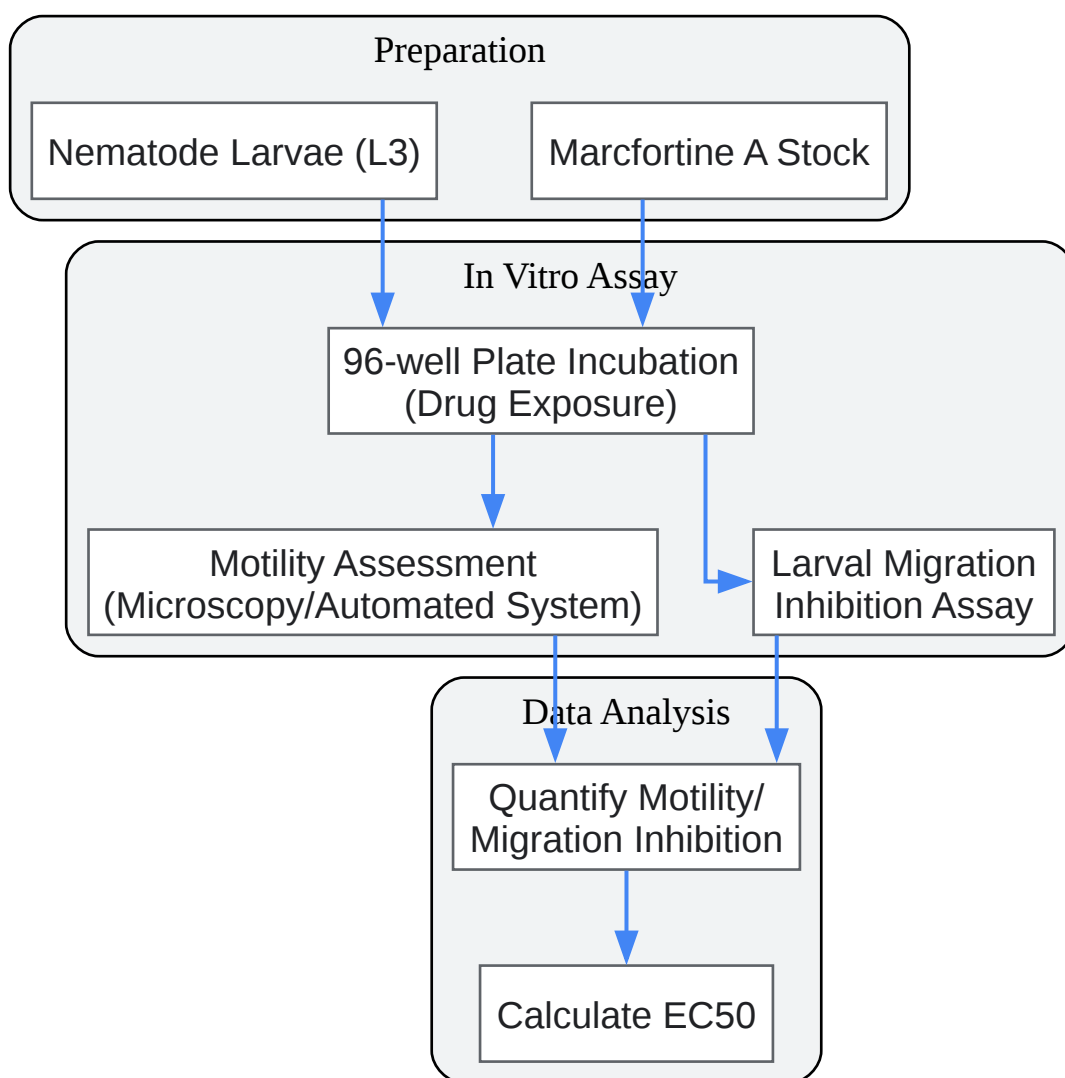 Preparation
Nematode Larvae (L3)
Marcfortine A Stock
In Vitro Assay
96-well Plate Incubation
(Drug Exposure)
Motility Assessment
(Microscopy/Automated System)
Larval Migration
Inhibition Assay
Data Analysis
Quantify Motility/
Migration Inhibition
Calculate EC50